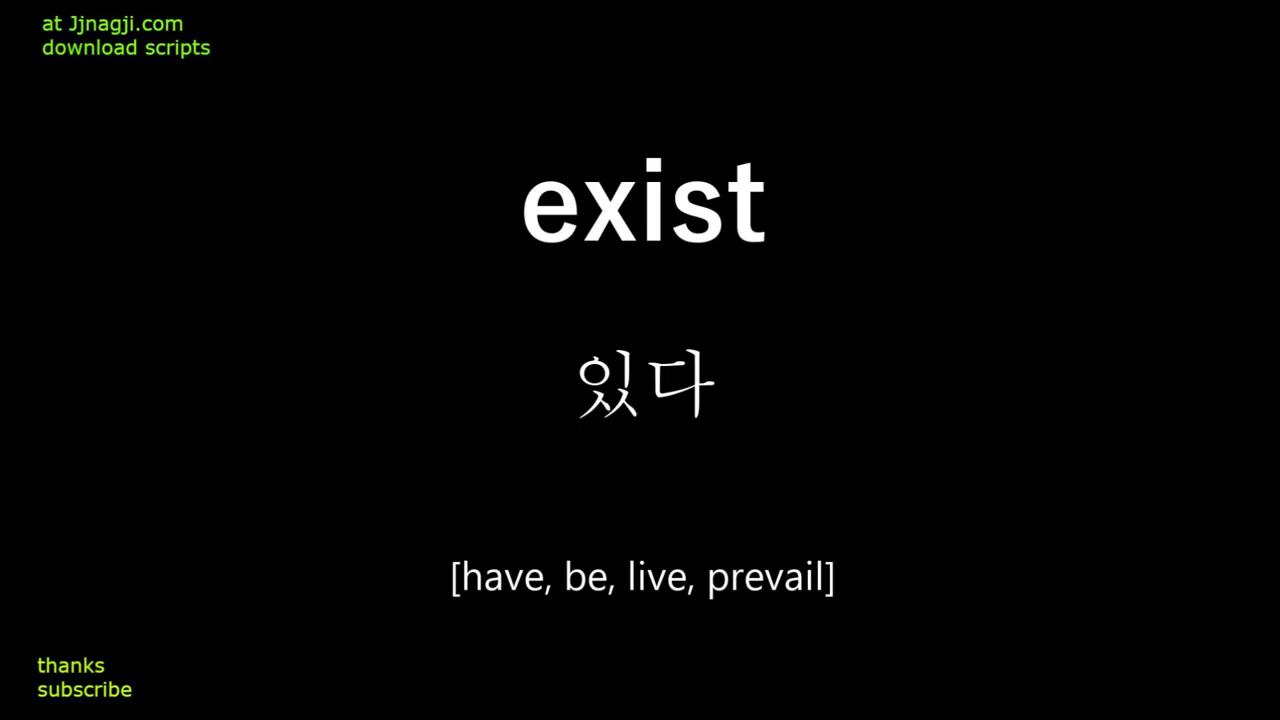 at Jjnagji.com
download scripts
exist
있다
[have, be, live, prevail]
thanks
subscribe